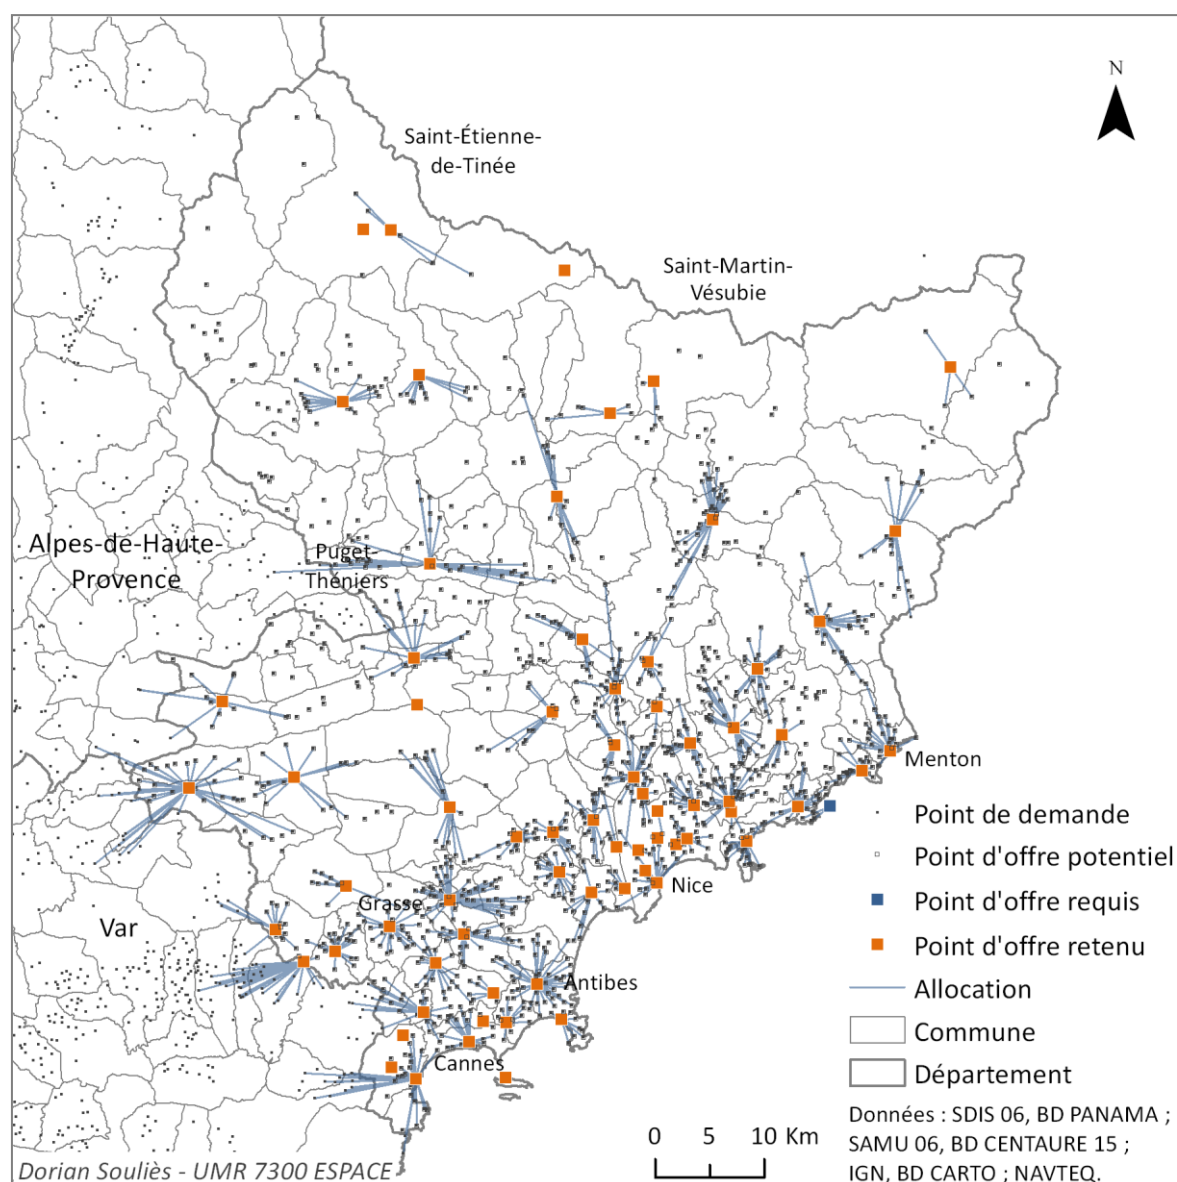 N
Saint-Étienne-
de-Tinée
Saint-Martin-
Vésubie
Alpes-de-Haute-
Provence
Puget-
Théniers
Menton
Point de demande
Point d'offre potentiel
Nice
Point d'offre requis
Grasse
Var
Point d'offre retenu
Antibes
Allocation
Commune
Cannes
Département
Données : SDIS 06, BD PANAMA ;
SAMU 06, BD CENTAURE 15 ;
IGN, BD CARTO ; NAVTEQ.
0 5 10 Km
Dorian Souliès - UMR 7300 ESPACE